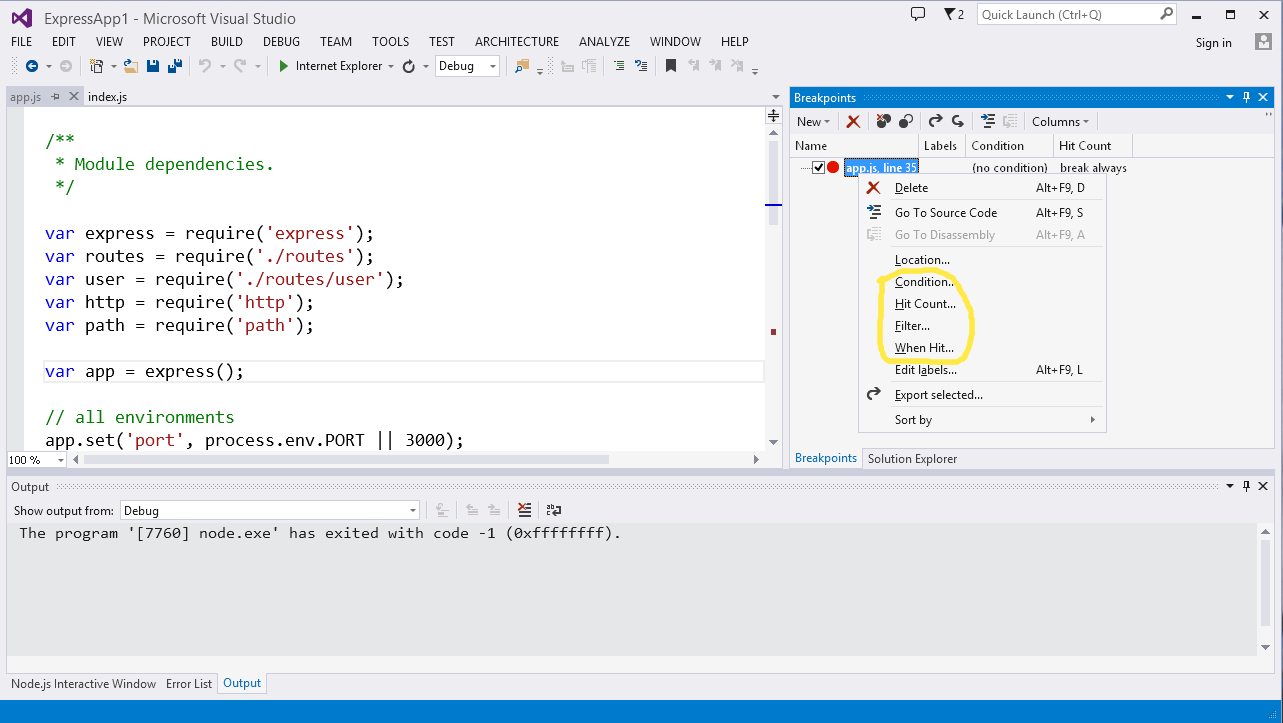 ExpressApp1 - Microsoft Visual Studio
2
Quick Launch (Ctrl+Q)
FILE EDIT VIEW PROJECT BUILD DEBUG TEAM TOOLS TEST ARCHITECTURE ANALYZE WINDOW HELP
Sign in
Internet Explorer
Debug
app.js
index.js
/**
* Module dependencies.
*/
var express = require('express');
var routes = require('./routes');
var user = require('./routes/user');
var http = require('http');
var path = require('path');
var app = express();
// all environments
app.set('port', process.env.PORT || 3000);
100 %
Breakpoints
New
Columns
Name Labels Condition Hit Count
app.js, line 35 (no condition) break always
Delete Alt+F9, D
Go To Source Code Alt+F9, S
Go To Disassembly Alt+F9, A
Location...
Condition...
Hit Count...
Filter...
When Hit...
Edit labels... Alt+F9, L
Export selected...
Sort by
Breakpoints Solution Explorer
Output
Show output from: Debug
The program '[7760] node.exe' has exited with code -1 (0xffffffff).
Node.js Interactive Window Error List Output